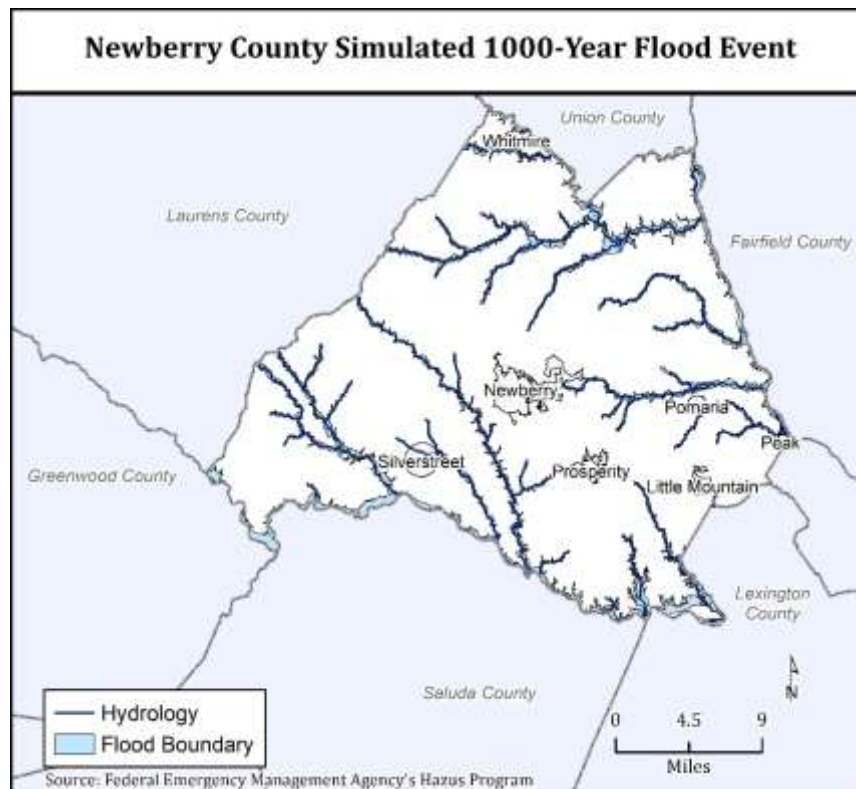 Newberry County Simulated 1000-Year Flood Event
Union County
Whitmire
Laurens County
Fairfield County
Newberry
Pomaria
Peak
Greenwood County
Silverstreet
Prosperity
Little Mountain
Lexington
County
Saluda County
N
Hydrology
Flood Boundary
0 4.5 9
Miles
Source: Federal Emergency Management Agency's Hazus Program